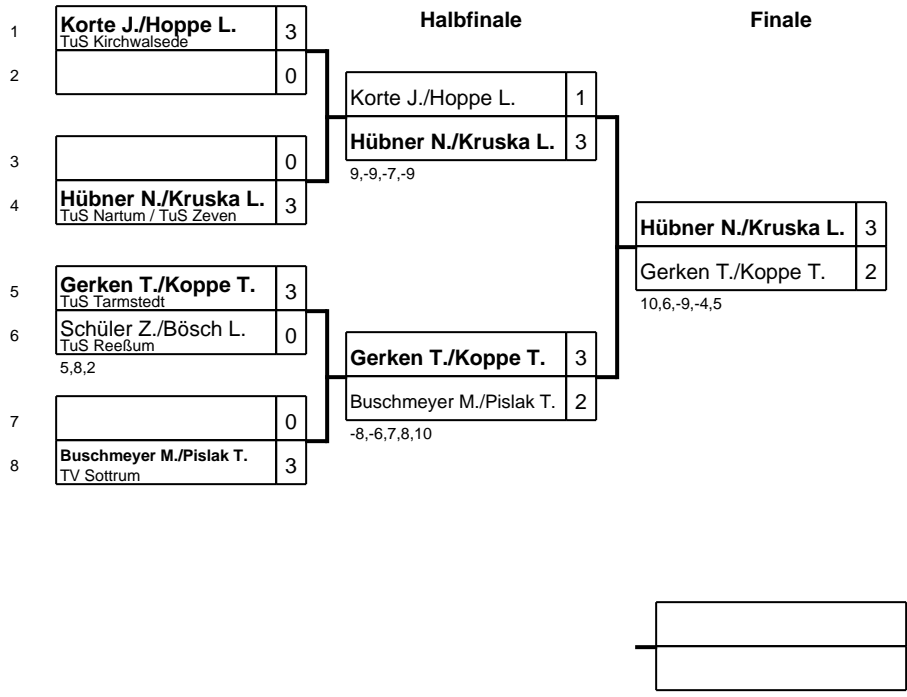 Halbfinale
Finale
1 Korte J./Hoppe L. 3
TuS Kirchwalsede
2 0
3 0
4 Hübner N./Kruska L. 3
TuS Nartum / TuS Zeven
5 Gerken T./Koppe T. 3
TuS Tarmstedt
6 Schüler Z./Bösch L. 0
TuS Reeßum
5,8,2
7 0
8 Buschmeyer M./Pislak T. 3
TV Sottrum
Korte J./Hoppe L. 1
Hübner N./Kruska L. 3
9,-9,-7,-9
Gerken T./Koppe T. 3
Buschmeyer M./Pislak T. 2
-8,-6,7,8,10
Hübner N./Kruska L. 3
Gerken T./Koppe T. 2
10,6,-9,-4,5